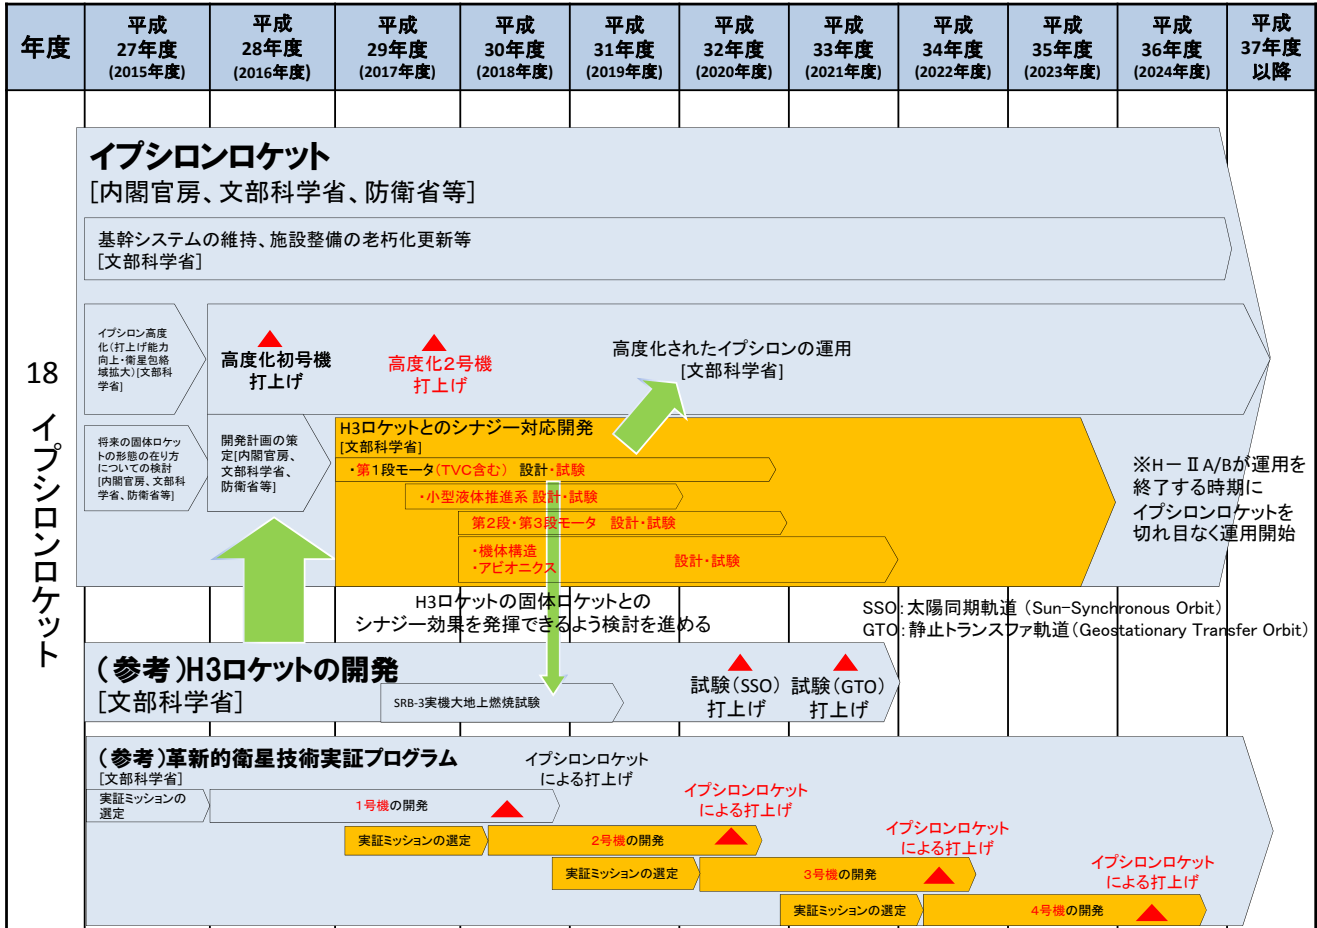 年度
平成
27年度
(2015年度)
平成
28年度
(2016年度)
平成
29年度
(2017年度)
平成
30年度
(2018年度)
平成
31年度
(2019年度)
平成
32年度
(2020年度)
平成
33年度
(2021年度)
平成
34年度
(2022年度)
平成
35年度
(2023年度)
平成
36年度
(2024年度)
平成
37年度
以降
18 イプシロンロケット
イプシロンロケット
[内閣官房、文部科学省、防衛省等]
基幹システムの維持、施設整備の老朽化更新等
[文部科学省]
イプシロン高度
化(打上げ能力
向上・衛星包絡
域拡大)[文部科
学省]
高度化初号機
打上げ
高度化2号機
打上げ
高度化されたイプシロンの運用
[文部科学省]
将来の固体ロケッ
トの形態の在り方
についての検討
[内閣官房、文部科
学省、防衛省等]
開発計画の策
定[内閣官房、
文部科学省、
防衛省等]
H3ロケットとのシナジー対応開発
[文部科学省]
・第1段モータ(TVC含む) 設計・試験
・小型液体推進系 設計・試験
第2段・第3段モータ 設計・試験
・機体構造
・アビオニクス
設計・試験
※H-ⅡA/Bが運用を
終了する時期に
イプシロンロケットを
切れ目なく運用開始
H3ロケットの固体ロケットとの
シナジー効果を発揮できるよう検討を進める
SSO:太陽同期軌道 (Sun-Synchronous Orbit)
GTO:静止トランスファ軌道(Geostationary Transfer Orbit)
(参考)H3ロケットの開発
[文部科学省]
SRB-3実機大地上燃焼試験
試験(SSO)
打上げ
試験(GTO)
打上げ
(参考)革新的衛星技術実証プログラム
[文部科学省]
実証ミッションの
選定
1号機の開発
イプシロンロケット
による打上げ
実証ミッションの選定
2号機の開発
イプシロンロケット
による打上げ
実証ミッションの選定
3号機の開発
イプシロンロケット
による打上げ
実証ミッションの選定
4号機の開発
イプシロンロケット
による打上げ